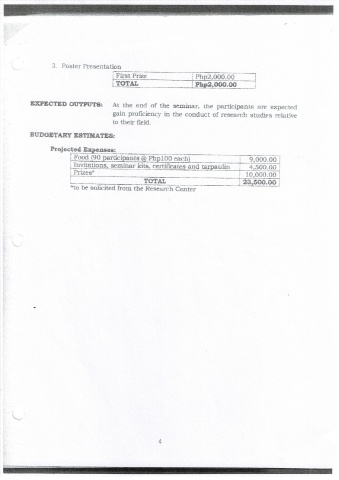 3. Poster Presentation
First Prize Php2,000.00
TOTAL Php2,000.00
EXPECTED OUTPUTS: At the end of the seminar, the participants are expected
gain proficiency in the conduct of research studies relative
to their field.
BUDGETARY ESTIMATES:
Projected Expenses:
Food (90 participants @ Php100 each) 9,000.00
Invitations, seminar kits, certificates and tarpaulin 4,500.00
Prizes* 10,000.00
TOTAL 23,500.00
*to be solicited from the Research Center
4